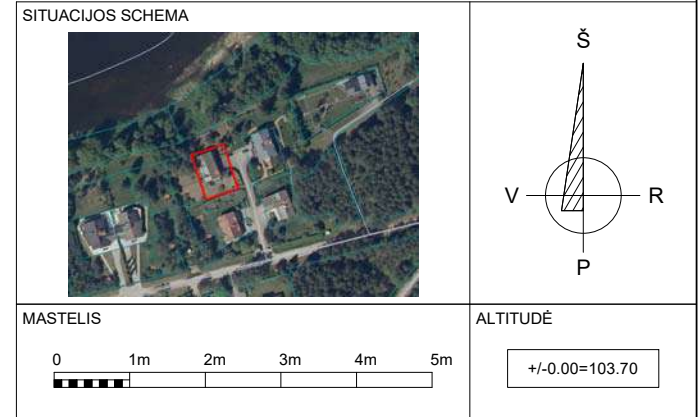 SITUACIJOS SCHEMA
Š
V
R
P
MASTELIS
0 1m 2m 3m 4m 5m
ALTITUDĖ
+/-0.00=103.70